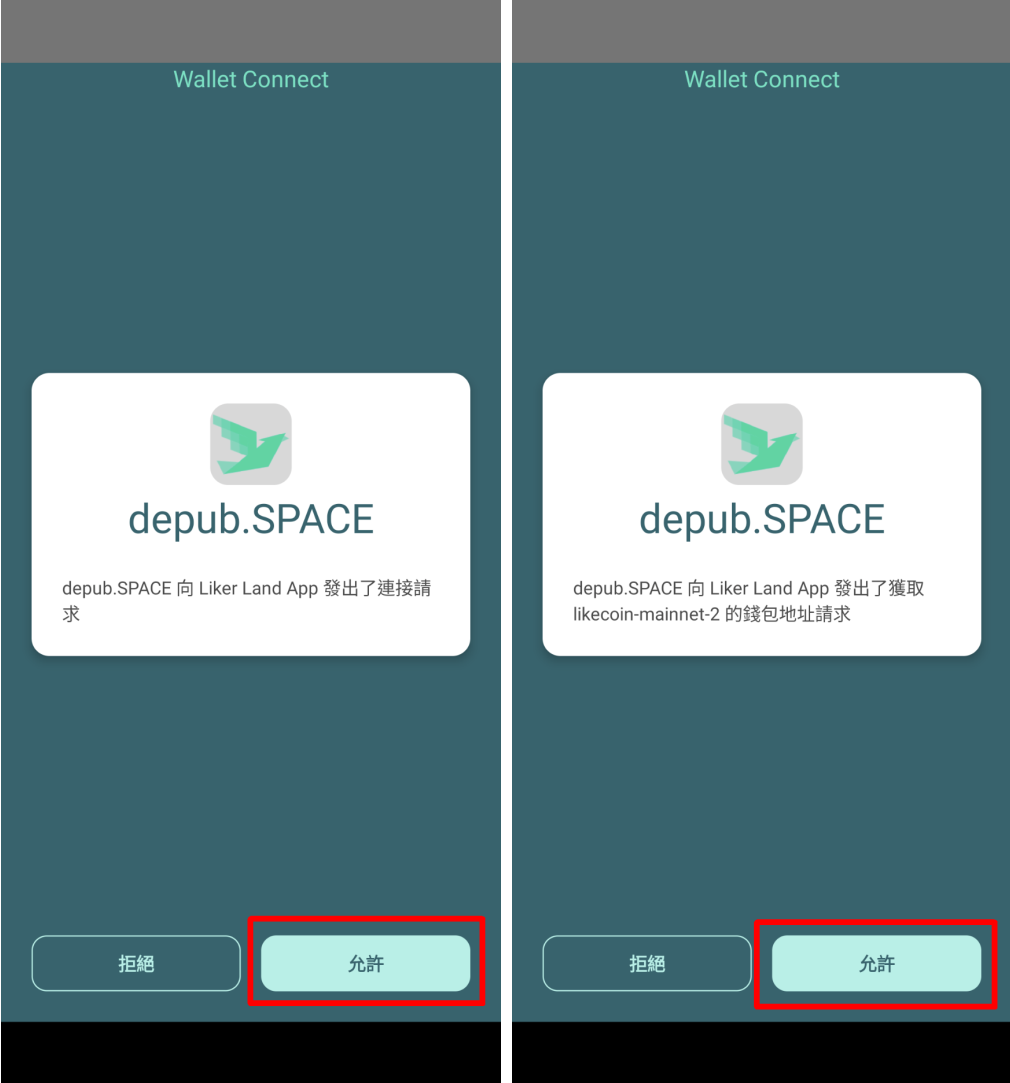 Wallet Connect
depub.SPACE
depub.SPACE 向 Liker Land App 發出了連接請
求
拒絕
允許
Wallet Connect
depub.SPACE
depub.SPACE 向 Liker Land App 發出了獲取
likecoin-mainnet-2 的錢包地址請求
拒絕
允許